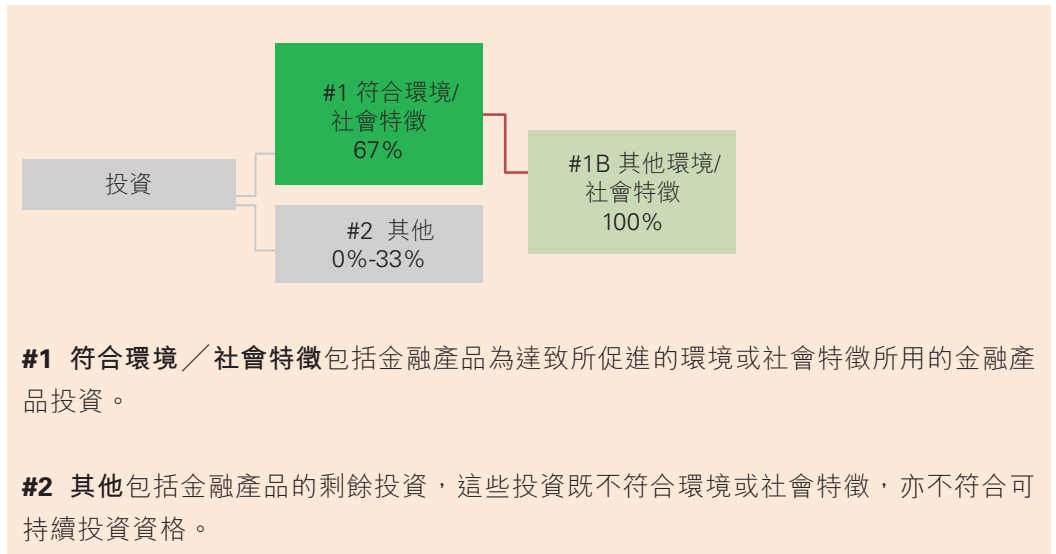 投資
#1 符合環境/
社會特徵
67%
#2 其他
0%-33%
#1B 其他環境/
社會特徵
100%
#1 符合環境／社會特徵包括金融產品為達致所促進的環境或社會特徵所用的金融產
品投資。
#2 其他包括金融產品的剩餘投資，這些投資既不符合環境或社會特徵，亦不符合可
持續投資資格。